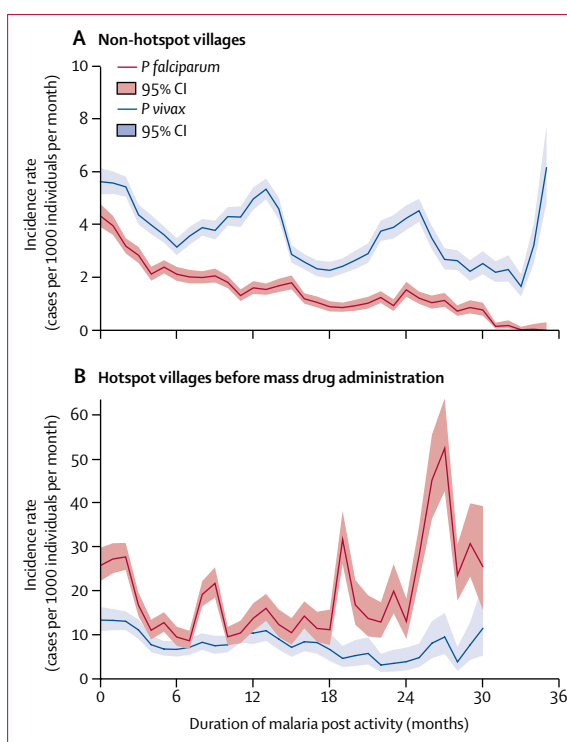 A Non-hotspot villages
10
8
6
4
2
0
Incidence rate
(cases per 1000 individuals per month)
P falciparum
95% CI
P vivax
95% CI
B Hotspot villages before mass drug administration
60
50
40
30
20
10
0
Incidence rate
(cases per 1000 individuals per month)
0 6 12 18 24 30 36
Duration of malaria post activity (months)